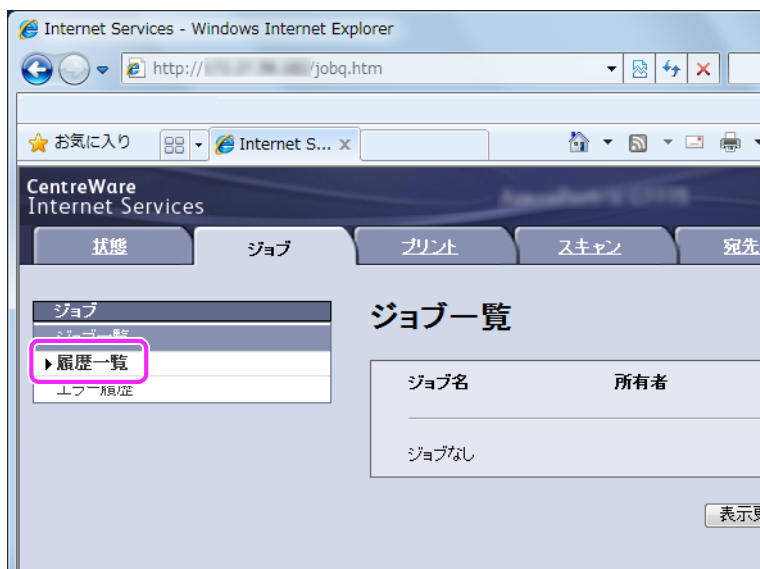 Internet Services - Windows Internet Explorer
http:// /jobq.htm
お気に入り
Internet S...
CentreWare
Internet Services
状態 ジョブ プリント スキャン 宛先
ジョブ
ジョブ一覧
履歴一覧
エラー履歴
ジョブ一覧
ジョブ名 所有者
ジョブなし
表示更